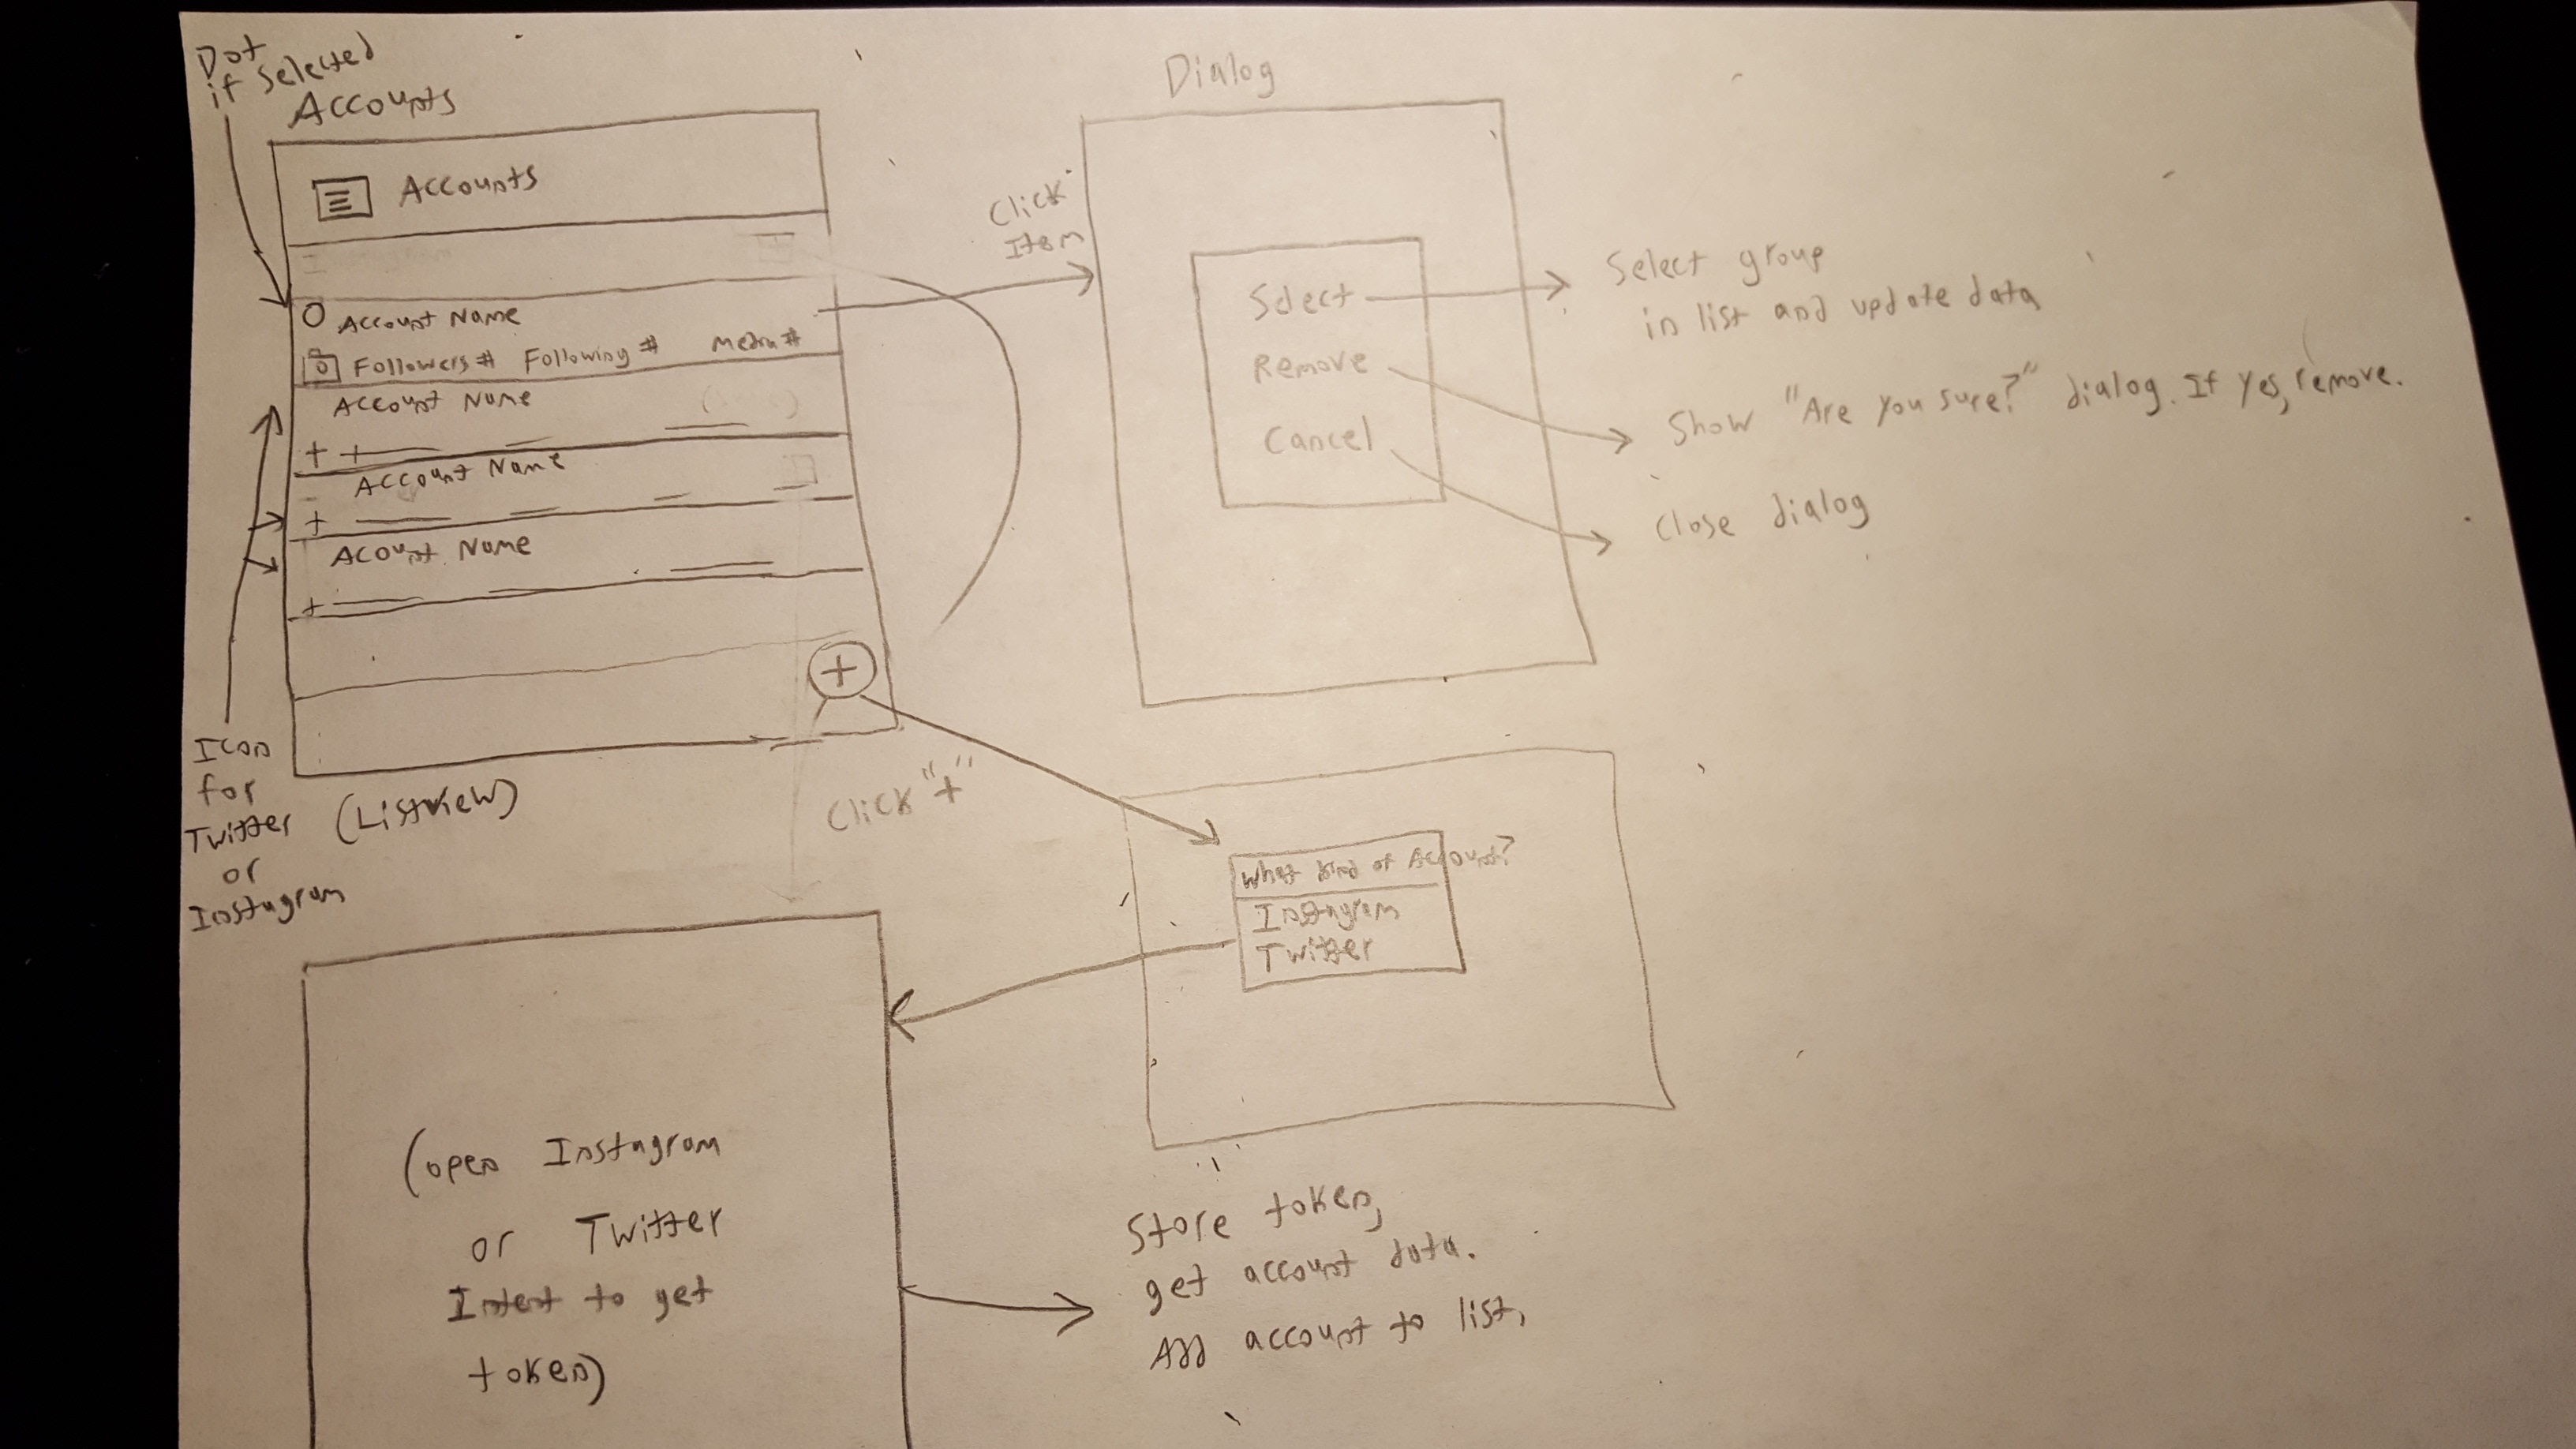 Dot
if Selected
Accounts
Accounts
Account Name
Followers # Following # Media #
Account Name
+
Account Name
+
Acount Name
+
+
Icon
for
Twitter
or
Instagram
(Listview)
Click
Item
Dialog
Select
Remove
Cancel
Select group
in list and update data
Show "Are you sure?" dialog. If yes, remove.
Close dialog
Click "+"
What kind of Account?
Instagram
Twitter
(open Instagram
or Twitter
Intent to get
token)
Store token,
get account data.
Add account to list,